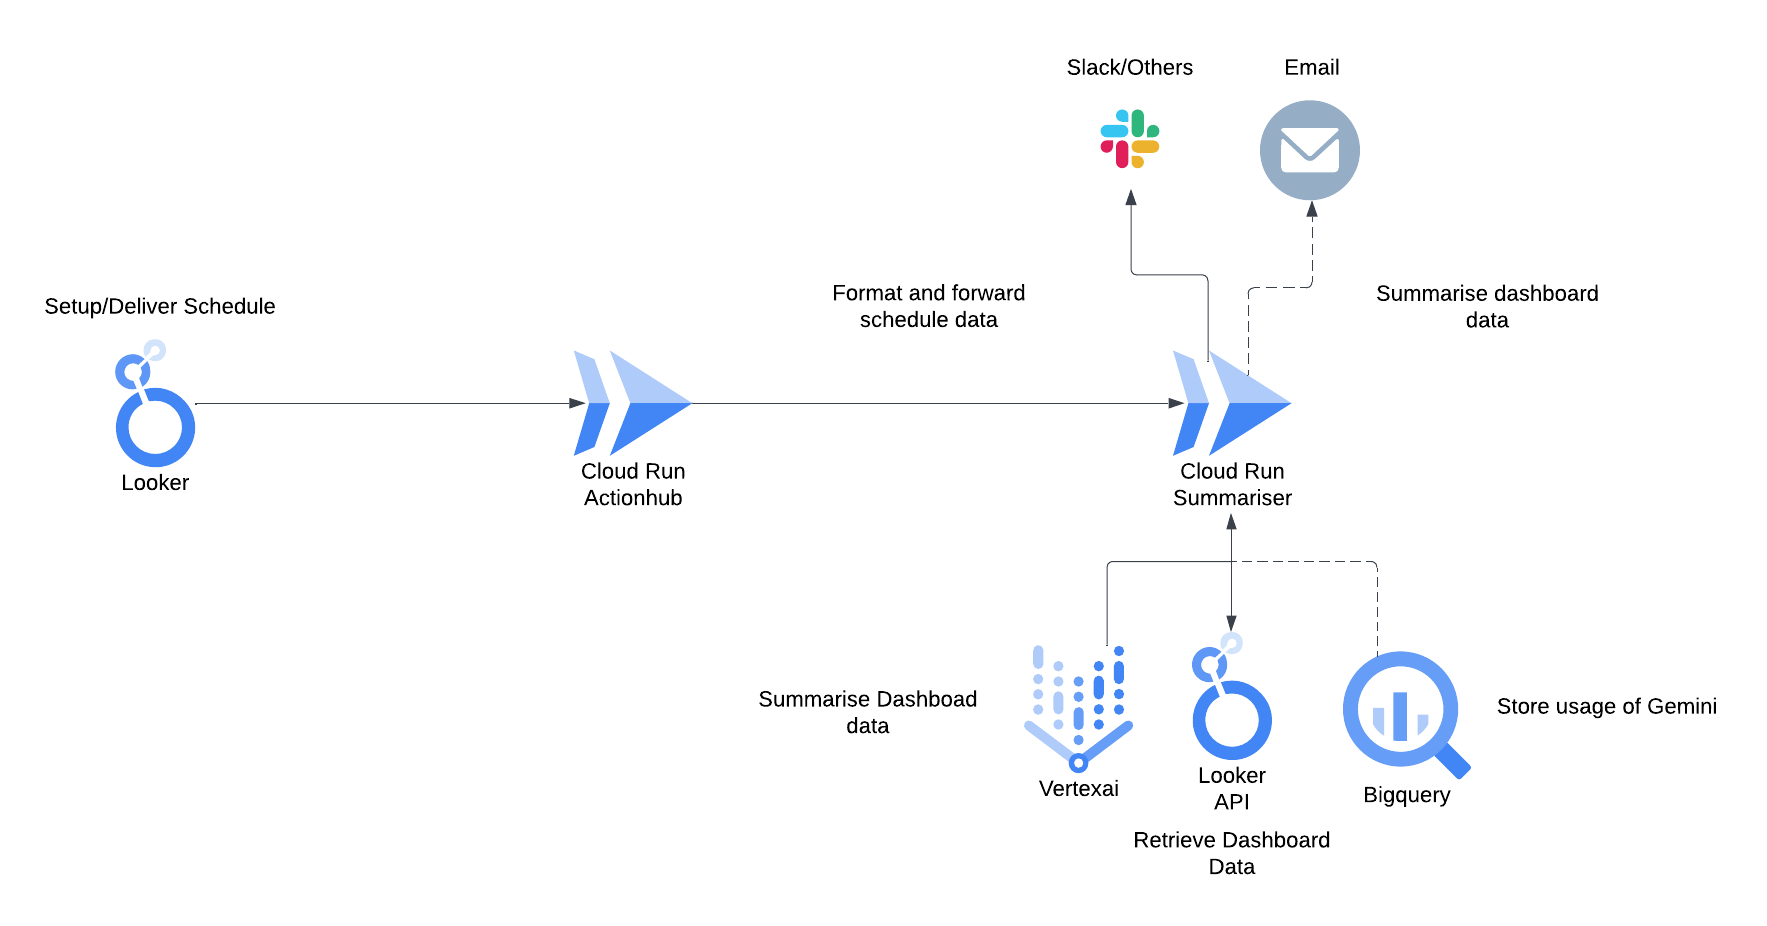 Slack/Others
Email
Setup/Deliver Schedule
Format and forward
schedule data
Summarise dashboard
data
Looker
Cloud Run
Actionhub
Cloud Run
Summariser
Summarise Dashboad
data
Store usage of Gemini
Vertexai
Looker
API
Bigquery
Retrieve Dashboard
Data